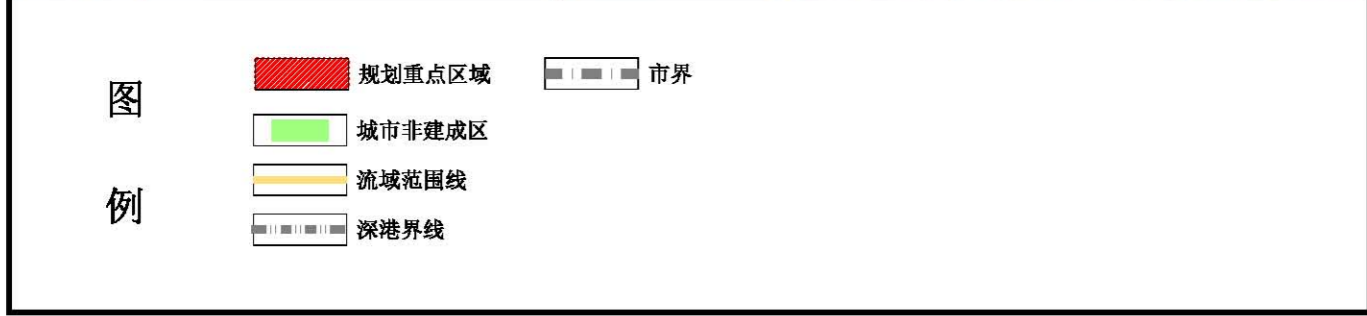 图例
规划重点区域
市界
城市非建成区
流域范围线
深港界线